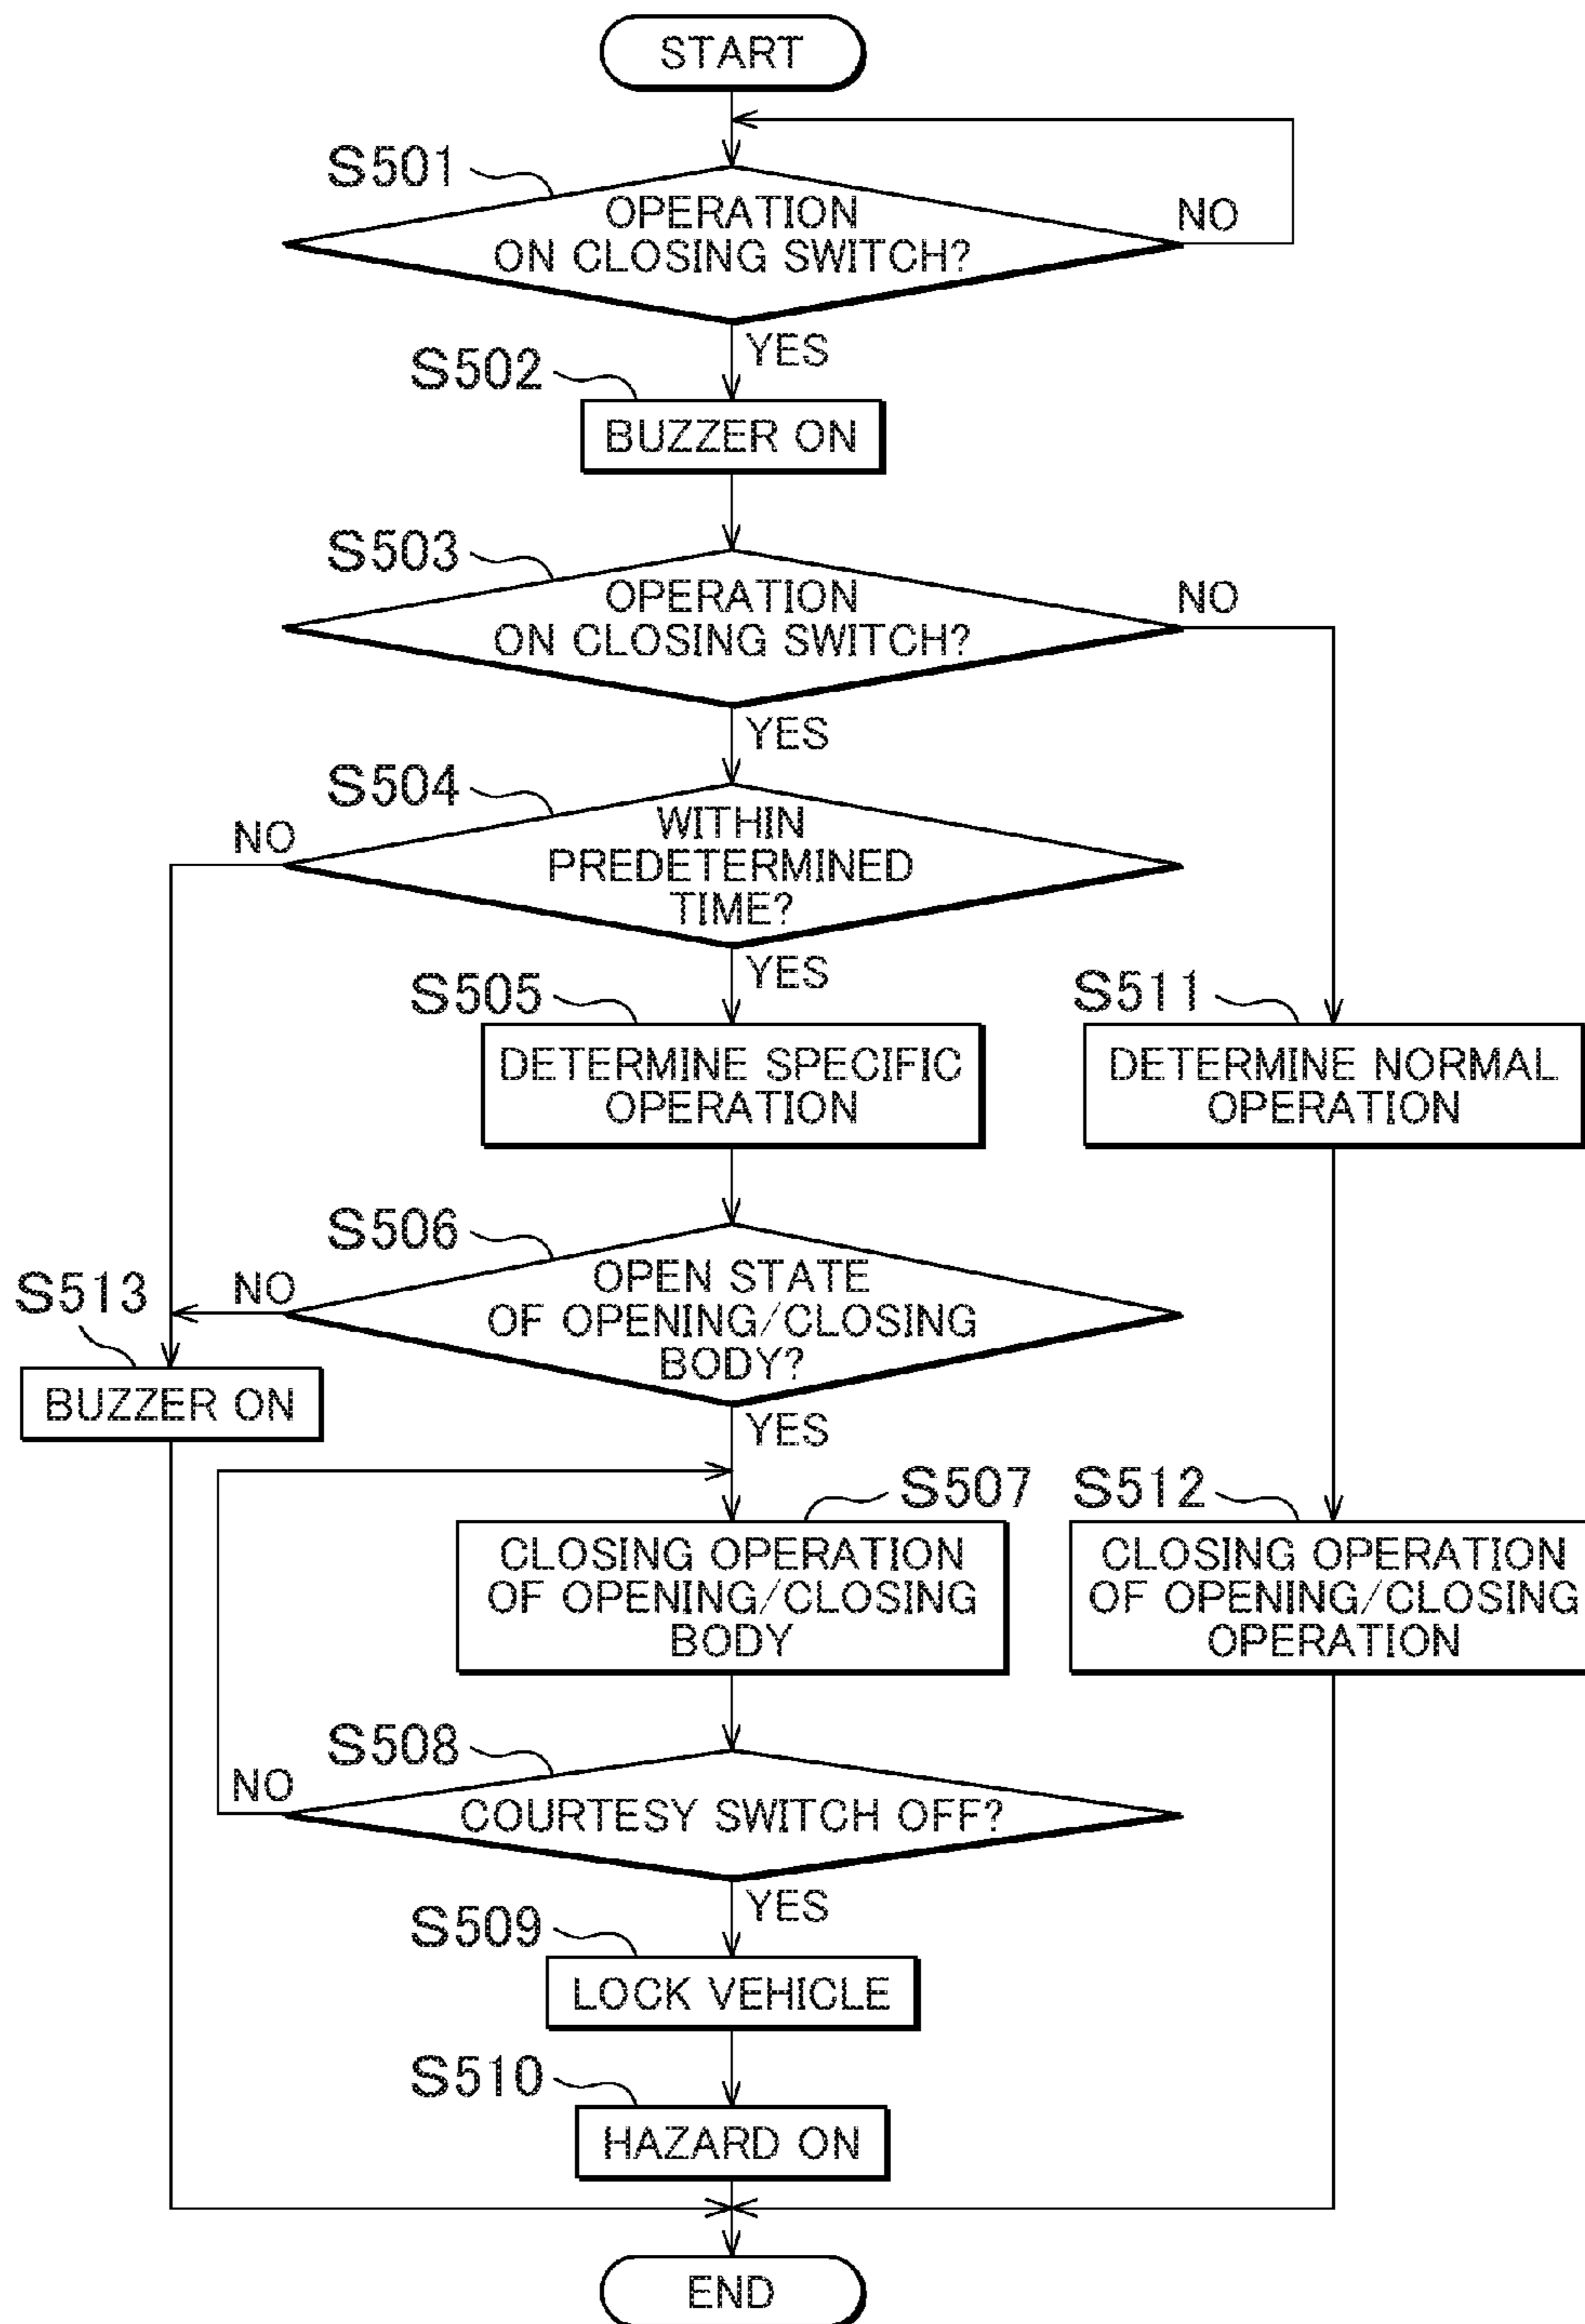 START
S501
OPERATION
ON CLOSING SWITCH?
NO
YES
S502
BUZZER ON
S503
OPERATION
ON CLOSING SWITCH?
NO
YES
S504
WITHIN
PREDETERMINED
TIME?
NO
YES
S505
DETERMINE SPECIFIC
OPERATION
S511
DETERMINE NORMAL
OPERATION
S506
OPEN STATE
OF OPENING/CLOSING
BODY?
NO
S513
BUZZER ON
YES
S507
CLOSING OPERATION
OF OPENING/CLOSING
BODY
S512
CLOSING OPERATION
OF OPENING/CLOSING
OPERATION
S508
COURTESY SWITCH OFF?
NO
YES
S509
LOCK VEHICLE
S510
HAZARD ON
END